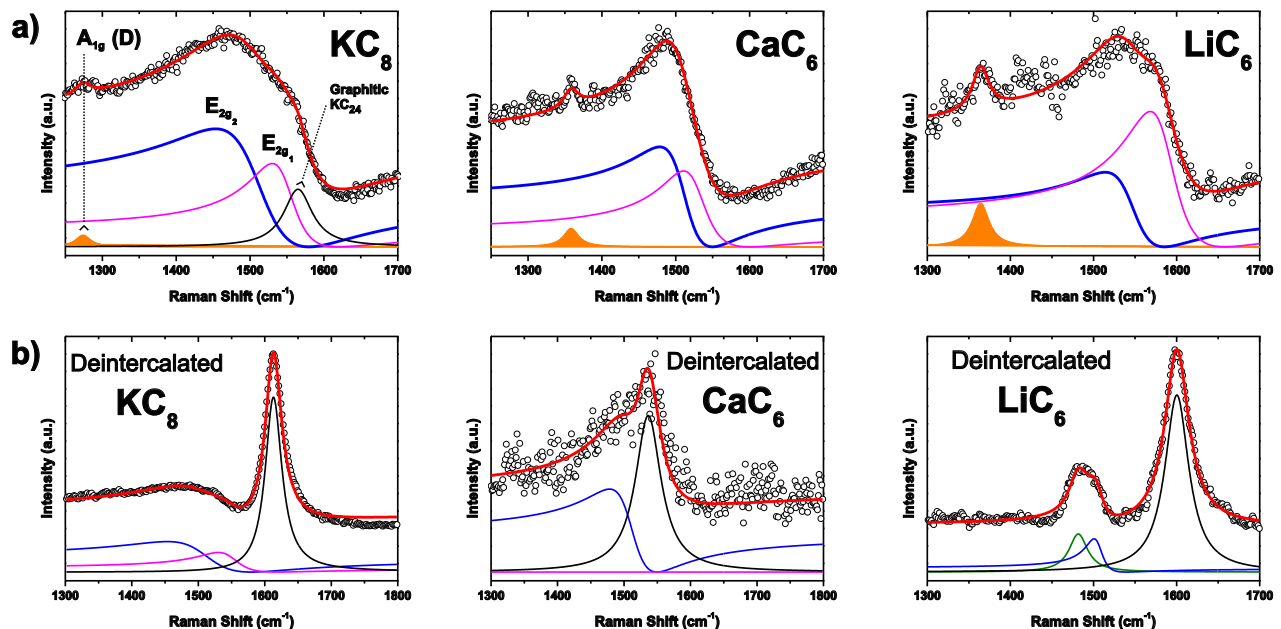 a)
A1g (D)
KC8
Graphitic
KC24
E2g2
E2g1
Intensity (a.u.)
1300 1400 1500 1600 1700
Raman Shift (cm-1)
CaC6
Intensity (a.u.)
1300 1400 1500 1600 1700
Raman Shift (cm-1)
LiC6
Intensity (a.u.)
1300 1400 1500 1600 1700
Raman Shift (cm-1)
b)
Deintercalated
KC8
Intensity (a.u.)
1300 1400 1500 1600 1700 1800
Raman Shift (cm-1)
Deintercalated
CaC6
Intensity (a.u.)
1300 1400 1500 1600 1700 1800
Raman Shift (cm-1)
Deintercalated
LiC6
Intensity (a.u.)
1300 1400 1500 1600 1700
Raman Shift (cm-1)